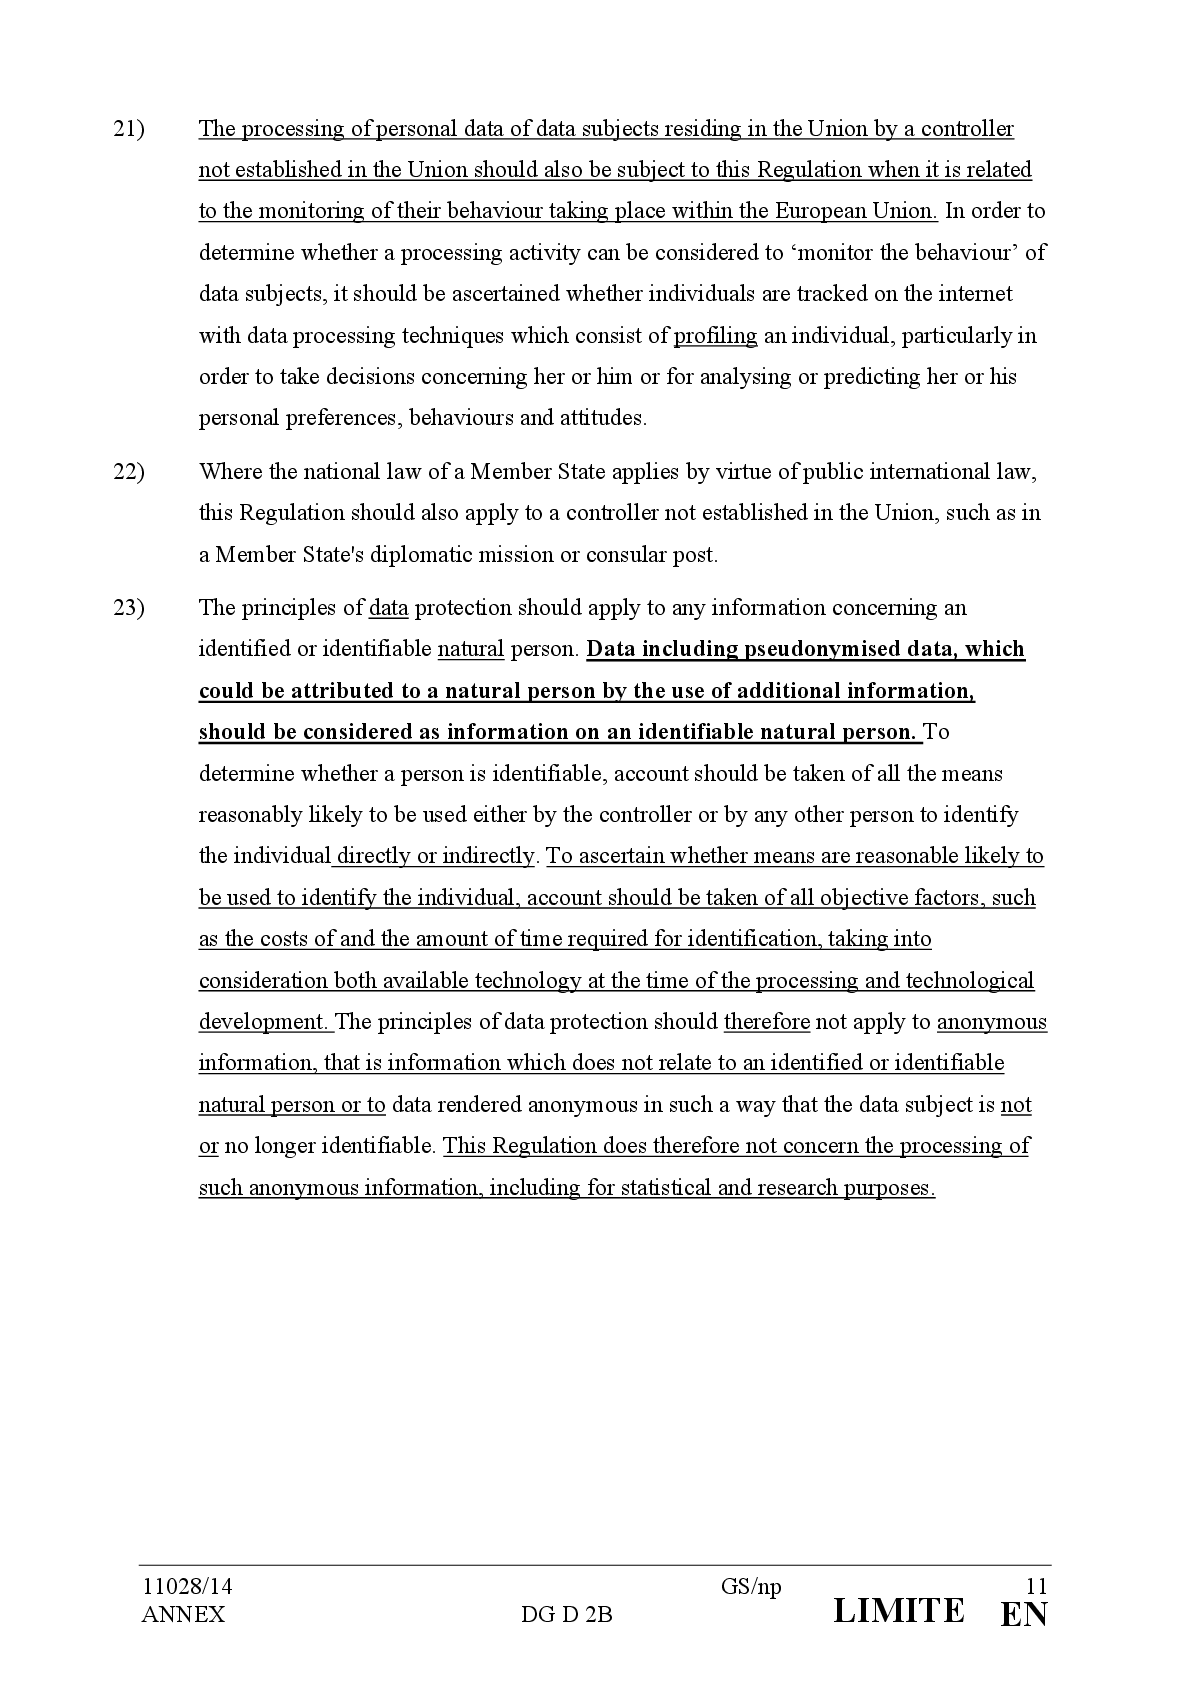 21) The processing of personal data of data subjects residing in the Union by a controller
not established in the Union should also be subject to this Regulation when it is related
to the monitoring of their behaviour taking place within the European Union. In order to
determine whether a processing activity can be considered to ‘monitor the behaviour’ of
data subjects, it should be ascertained whether individuals are tracked on the internet
with data processing techniques which consist of profiling an individual, particularly in
order to take decisions concerning her or him or for analysing or predicting her or his
personal preferences, behaviours and attitudes.
22) Where the national law of a Member State applies by virtue of public international law,
this Regulation should also apply to a controller not established in the Union, such as in
a Member State's diplomatic mission or consular post.
23) The principles of data protection should apply to any information concerning an
identified or identifiable natural person. Data including pseudonymised data, which
could be attributed to a natural person by the use of additional information,
should be considered as information on an identifiable natural person. To
determine whether a person is identifiable, account should be taken of all the means
reasonably likely to be used either by the controller or by any other person to identify
the individual directly or indirectly. To ascertain whether means are reasonable likely to
be used to identify the individual, account should be taken of all objective factors, such
as the costs of and the amount of time required for identification, taking into
consideration both available technology at the time of the processing and technological
development. The principles of data protection should therefore not apply to anonymous
information, that is information which does not relate to an identified or identifiable
natural person or to data rendered anonymous in such a way that the data subject is not
or no longer identifiable. This Regulation does therefore not concern the processing of
such anonymous information, including for statistical and research purposes.
11028/14 GS/np 11
ANNEX DG D 2B LIMITE EN